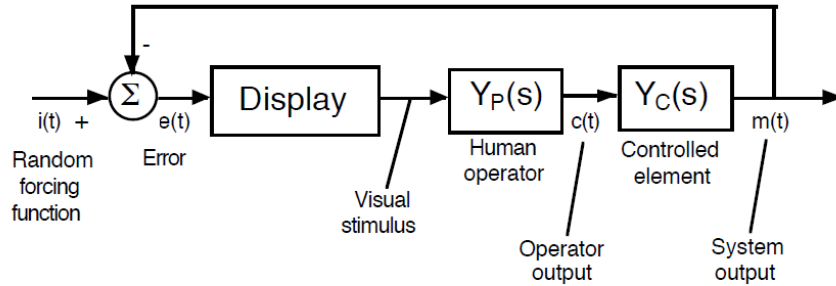 -
Σ
Display
Y_P(s)
Y_C(s)
i(t) +
e(t)
c(t)
m(t)
Random
forcing
function
Error
Human
operator
Controlled
element
Visual
stimulus
Operator
output
System
output